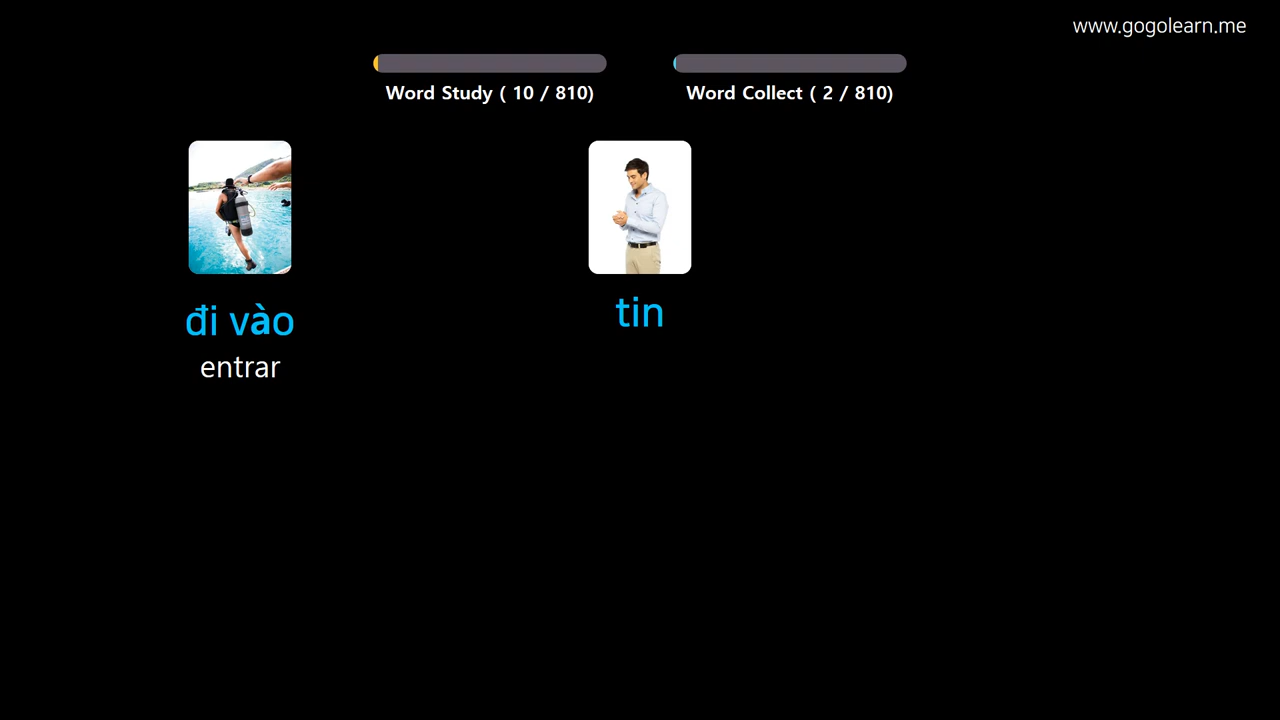 www.gogolearn.me
Word Study ( 10 / 810)
Word Collect ( 2 / 810)
đi vào
entrar
tin